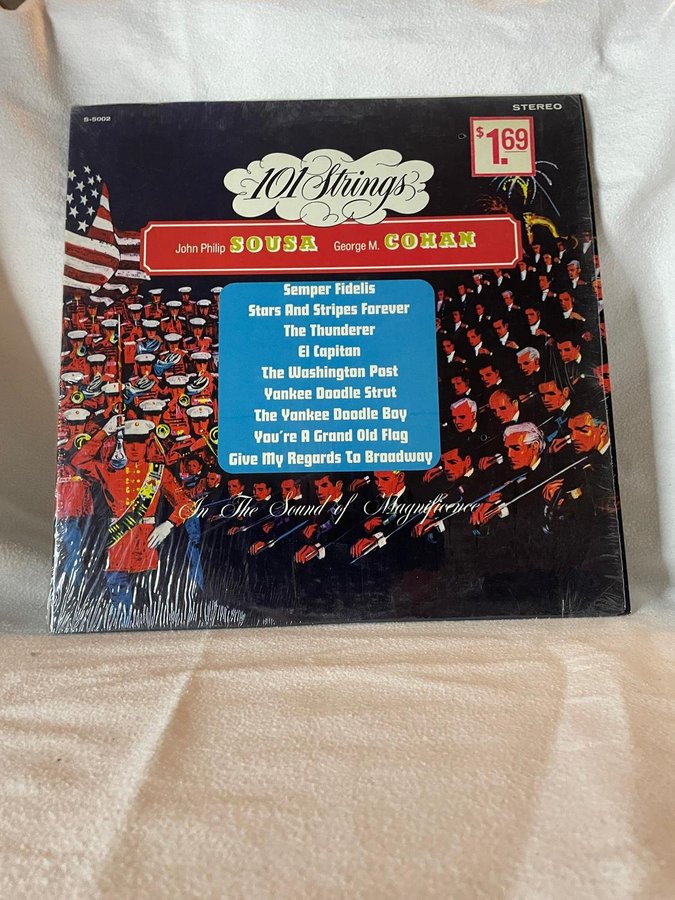 S-5002
STEREO
$1.69
101 Strings
John Philip SOUSA George M. COHAN
Semper Fidelis
Stars And Stripes Forever
The Thunderer
El Capitan
The Washington Post
Yankee Doodle Strut
The Yankee Doodle Boy
You're A Grand Old Flag
Give My Regards To Broadway
In The Sound of Magnificence